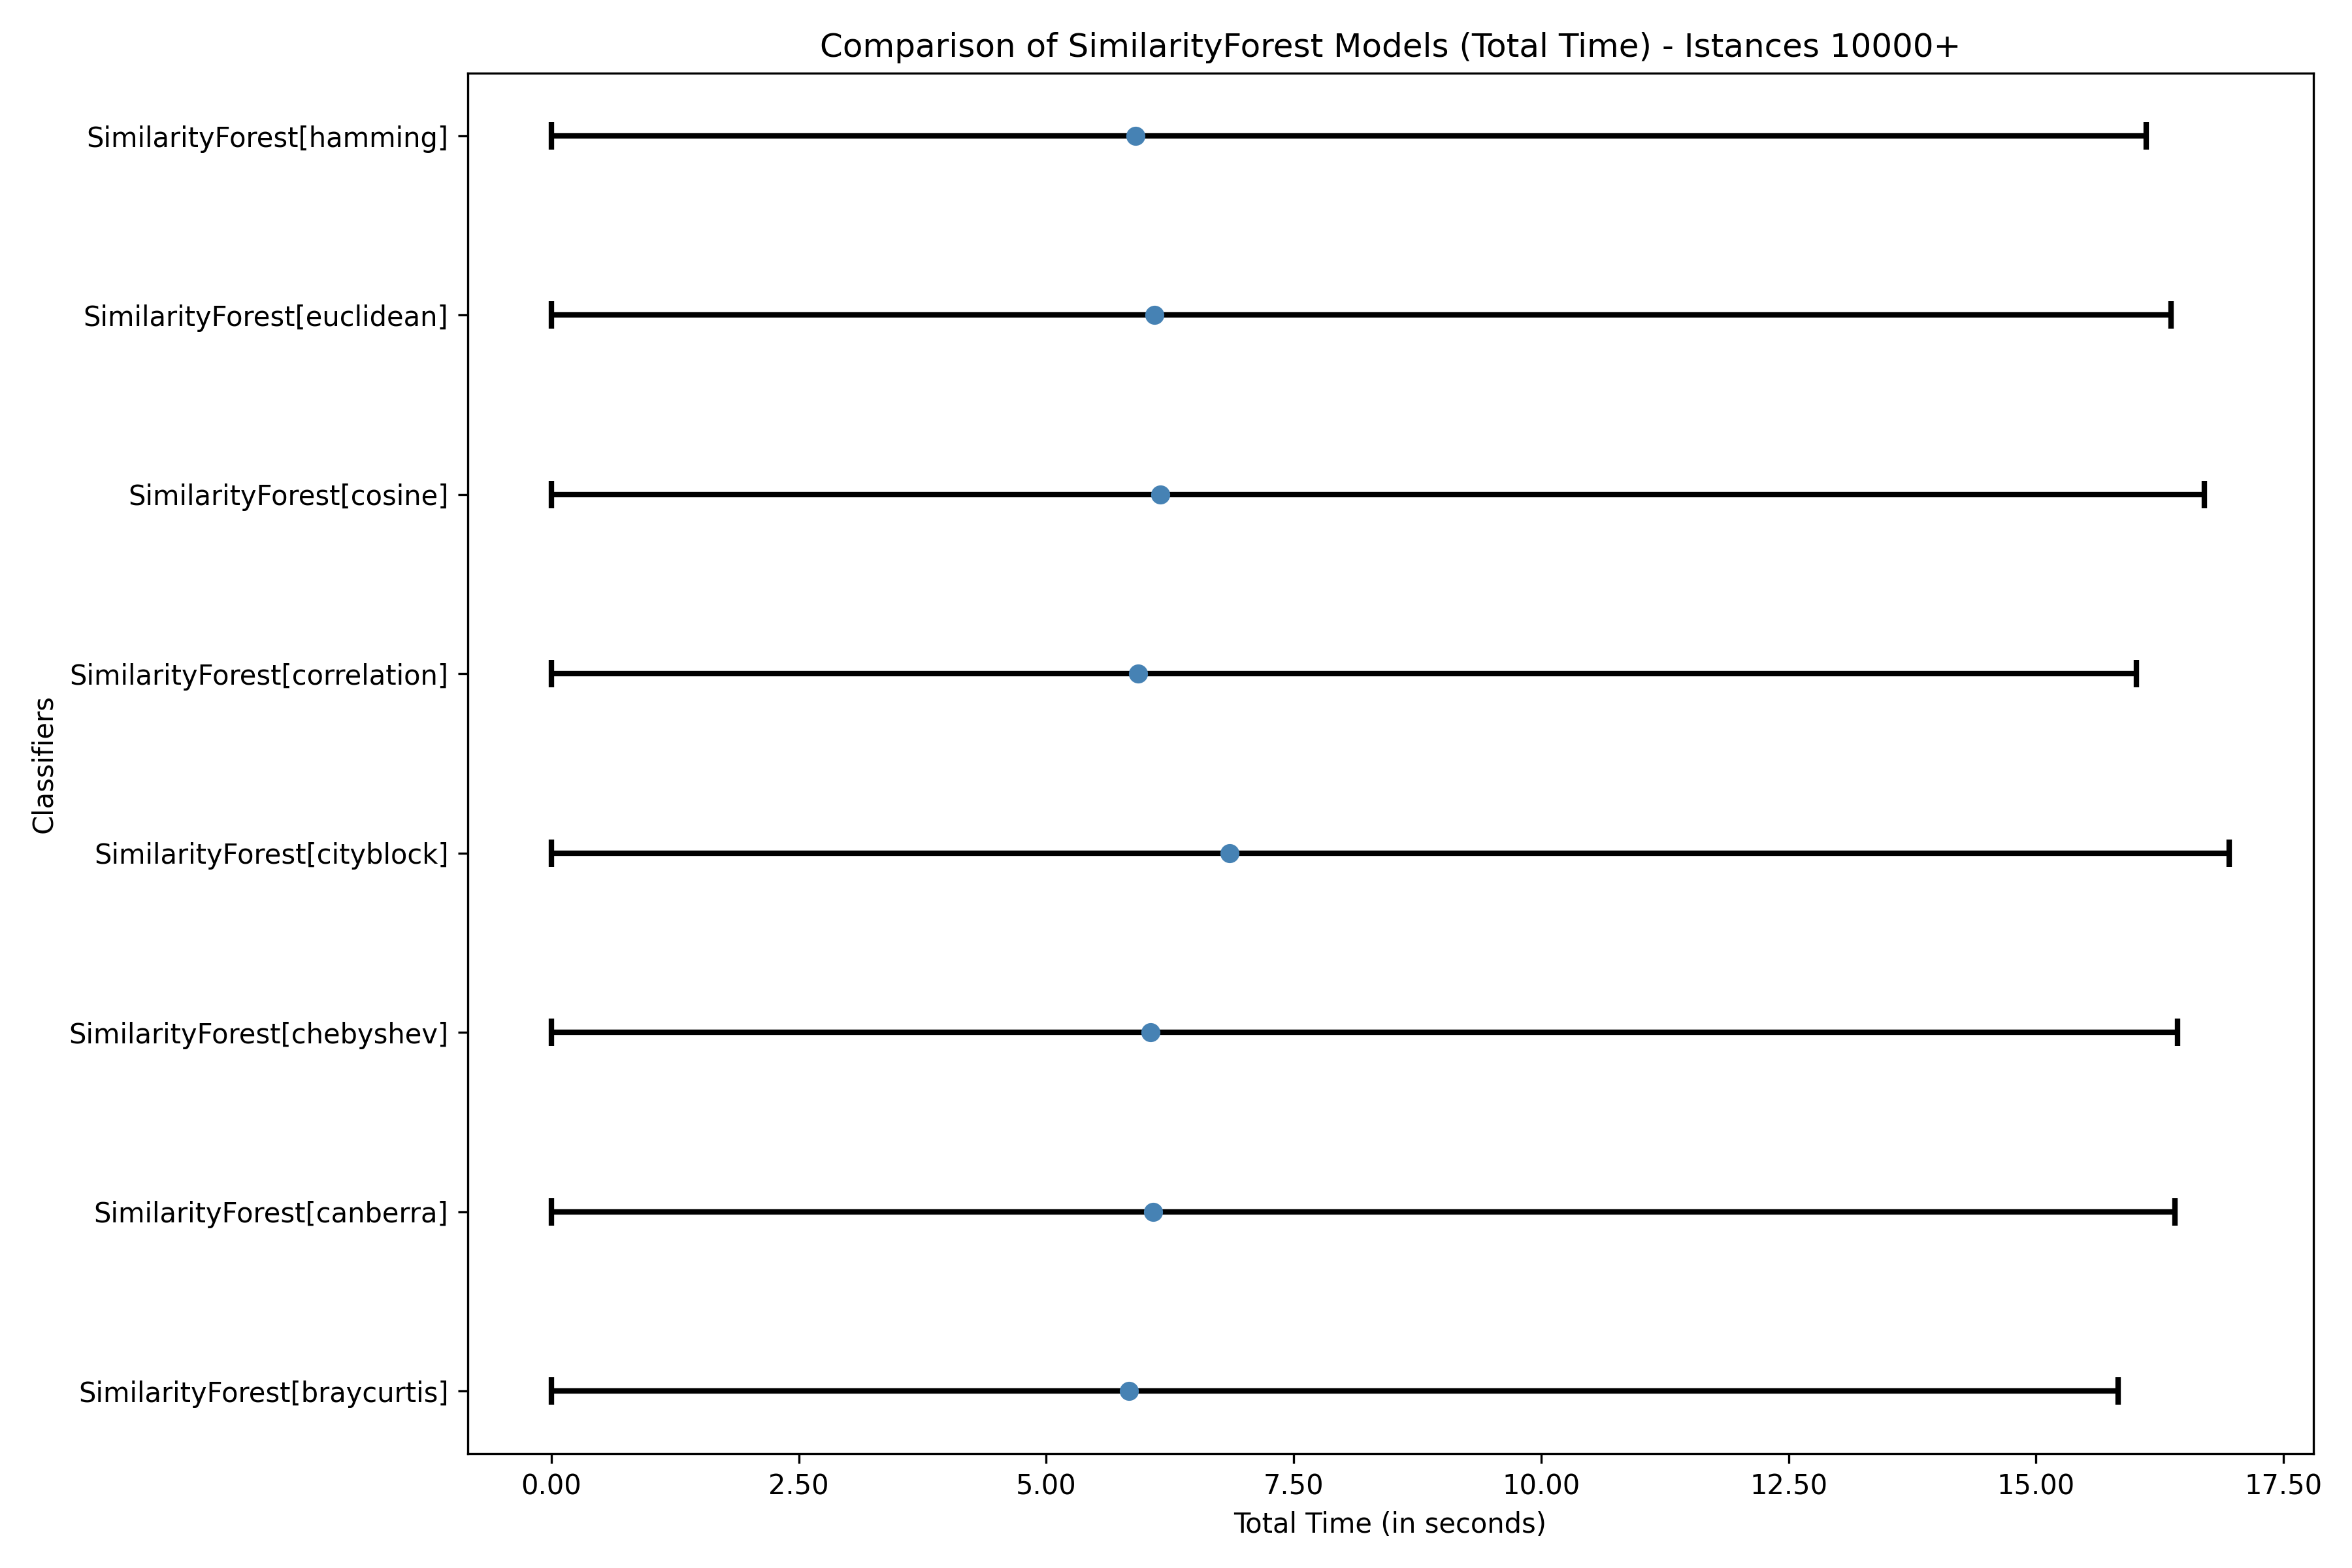 Comparison of SimilarityForest Models (Total Time) - Istances 10000+
SimilarityForest[hamming]
SimilarityForest[euclidean]
SimilarityForest[cosine]
SimilarityForest[correlation]
SimilarityForest[cityblock]
SimilarityForest[chebyshev]
SimilarityForest[canberra]
SimilarityForest[braycurtis]
Classifiers
0.00 2.50 5.00 7.50 10.00 12.50 15.00 17.50
Total Time (in seconds)